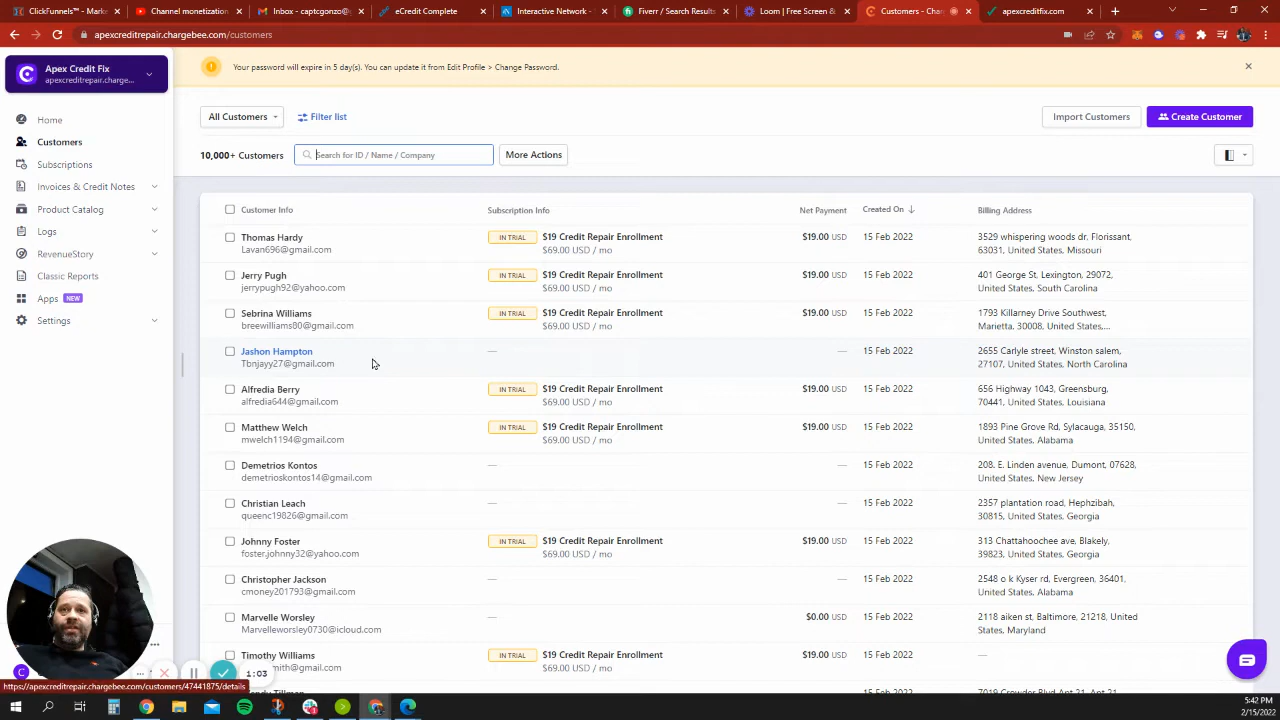 ClickFunnels™ - Mark
Channel monetization
Inbox - captcgonzo@g
eCredit Complete
Interactive Network -
Fiverr / Search Results
Loom | Free Screen &
Customers - Charg
apexcreditfix.com
apexcreditrepair.chargebee.com/customers
Apex Credit Fix
apexcreditrepair.charge...
Your password will expire in 5 day(s). You can update it from Edit Profile > Change Password.
All Customers
Filter list
Import Customers
Create Customer
10,000+ Customers
Search for ID / Name / Company
More Actions
Home
Customers
Subscriptions
Invoices & Credit Notes
Product Catalog
Logs
RevenueStory
Classic Reports
Apps NEW
Settings
Customer Info Subscription Info Net Payment Created On Billing Address
Thomas Hardy IN TRIAL $19 Credit Repair Enrollment $19.00 USD 15 Feb 2022 3529 whispering woods dr, Florissant,
Lavan696@gmail.com $69.00 USD / mo 63031, United States, Missouri
Jerry Pugh IN TRIAL $19 Credit Repair Enrollment $19.00 USD 15 Feb 2022 401 George St, Lexington, 29072,
jerrypugh92@yahoo.com $69.00 USD / mo United States, South Carolina
Sebrina Williams IN TRIAL $19 Credit Repair Enrollment $19.00 USD 15 Feb 2022 1793 Killarney Drive Southwest,
breewilliams80@gmail.com $69.00 USD / mo Marietta, 30008, United States,...
Jashon Hampton — — 15 Feb 2022 2655 Carlyle street, Winston salem,
Tbnjayy27@gmail.com 27107, United States, North Carolina
Alfredia Berry IN TRIAL $19 Credit Repair Enrollment $19.00 USD 15 Feb 2022 656 Highway 1043, Greensburg,
alfredia644@gmail.com $69.00 USD / mo 70441, United States, Louisiana
Matthew Welch IN TRIAL $19 Credit Repair Enrollment $19.00 USD 15 Feb 2022 1893 Pine Grove Rd, Sylacauga, 35150,
mwelch1194@gmail.com $69.00 USD / mo United States, Alabama
Demetrios Kontos — — 15 Feb 2022 208. E. Linden avenue, Dumont, 07628,
demetrioskontos14@gmail.com United States, New Jersey
Christian Leach — — 15 Feb 2022 2357 plantation road, Hephzibah,
queenc19826@gmail.com 30815, United States, Georgia
Johnny Foster IN TRIAL $19 Credit Repair Enrollment $19.00 USD 15 Feb 2022 313 Chattahoochee ave, Blakely,
foster.johnny32@yahoo.com $69.00 USD / mo 39823, United States, Georgia
Christopher Jackson — — 15 Feb 2022 2548 o k Kyser rd, Evergreen, 36401,
cmoney201793@gmail.com United States, Alabama
Marvelle Worsley $0.00 USD 15 Feb 2022 2118 aiken st, Baltimore, 21218, United
Marvelleworsley0730@icloud.com States, Maryland
Timothy Williams IN TRIAL $19 Credit Repair Enrollment $19.00 USD 15 Feb 2022 —
mith@gmail.com $69.00 USD / mo
15 Feb 2022 7019 Crowder Blvd Apt. 21, Apt. 21
1:03
https://apexcreditrepair.chargebee.com/customers/47441875/details
5:42 PM
2/15/2022